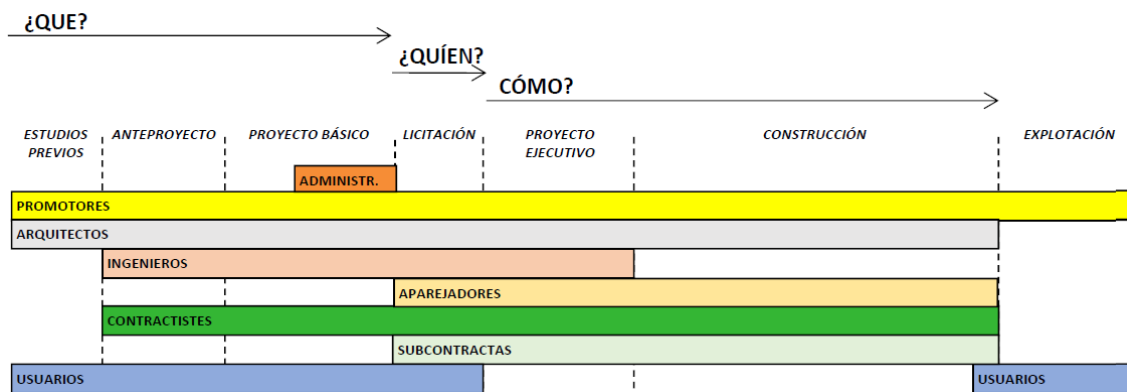 ¿QUE?
¿QUÍEN?
CÓMO?
ESTUDIOS
PREVIOS
ANTEPROYECTO
PROYECTO BÁSICO
LICITACIÓN
PROYECTO
EJECUTIVO
CONSTRUCCIÓN
EXPLOTACIÓN
ADMINISTR.
PROMOTORES
ARQUITECTOS
INGENIEROS
APAREJADORES
CONTRACTISTES
SUBCONTRACTAS
USUARIOS
USUARIOS